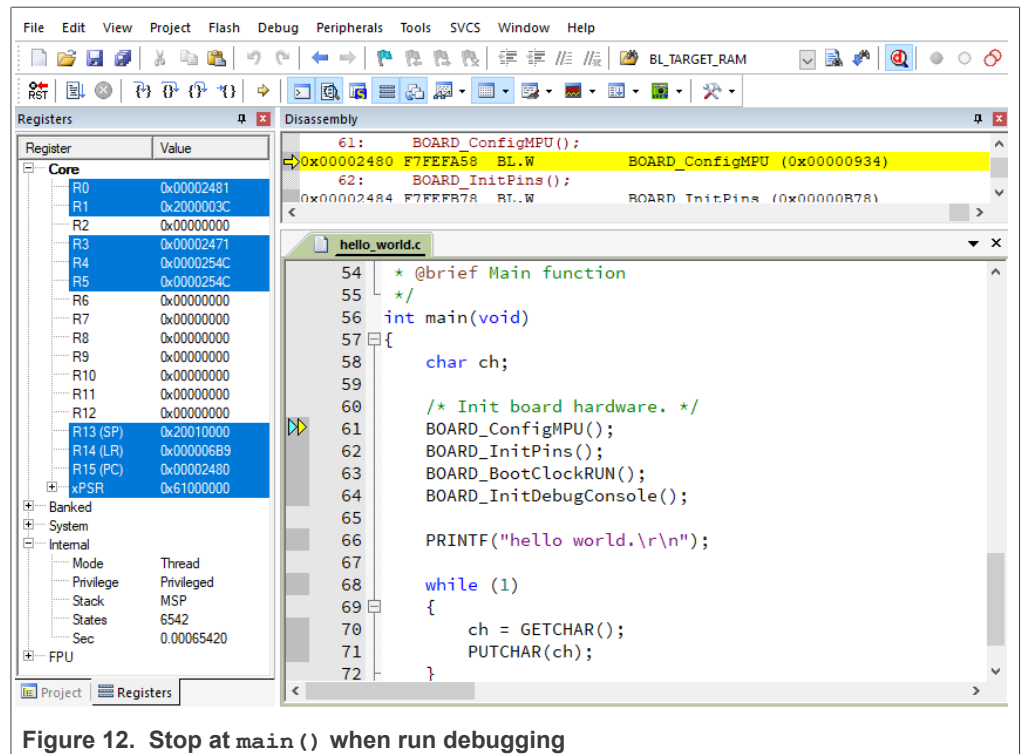 File Edit View Project Flash Debug Peripherals Tools SVCS Window Help
BL_TARGET_RAM
RST
Registers
Register Value
Core
R0 0x00002481
R1 0x2000003C
R2 0x00000000
R3 0x00002471
R4 0x0000254C
R5 0x0000254C
R6 0x00000000
R7 0x00000000
R8 0x00000000
R9 0x00000000
R10 0x00000000
R11 0x00000000
R12 0x00000000
R13 (SP) 0x20010000
R14 (LR) 0x000006B9
R15 (PC) 0x00002480
xPSR 0x61000000
Banked
System
Internal
Mode Thread
Privilege Privileged
Stack MSP
States 6542
Sec 0.00065420
FPU
Project Registers
Disassembly
61: BOARD_ConfigMPU();
0x00002480 F7FEFA58 BL.W BOARD_ConfigMPU (0x00000934)
62: BOARD_InitPins();
0x00002484 F7FEFB78 BL.W BOARD_InitPins (0x00000B78)
hello_world.c
54 * @brief Main function
55 */
56 int main(void)
57 {
58 char ch;
59
60 /* Init board hardware. */
61 BOARD_ConfigMPU();
62 BOARD_InitPins();
63 BOARD_BootClockRUN();
64 BOARD_InitDebugConsole();
65
66 PRINTF("hello world.\r\n");
67
68 while (1)
69 {
70 ch = GETCHAR();
71 PUTCHAR(ch);
72 }
Figure 12. Stop at main() when run debugging